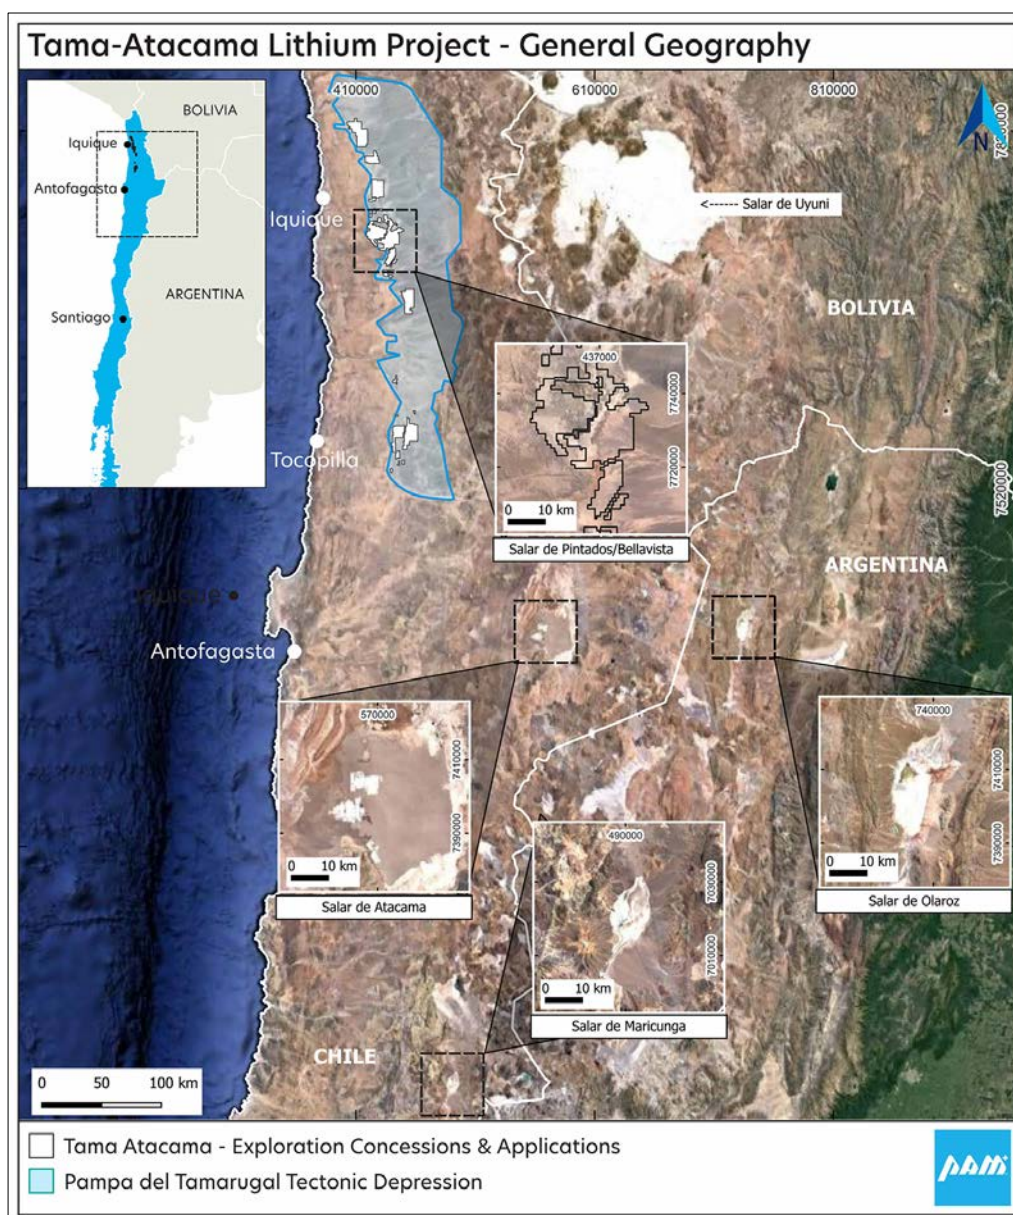 Tama-Atacama Lithium Project - General Geography
BOLIVIA
Iquique
Antofagasta
ARGENTINA
Santiago
410000
610000
810000
N
Iquique
<------ Salar de Uyuni
BOLIVIA
437000
7740000
7720000
0 10 km
Salar de Pintados/Bellavista
Tocopilla
7520000
ARGENTINA
Antofagasta
570000
7410000
7390000
0 10 km
Salar de Atacama
740000
7410000
7390000
0 10 km
Salar de Olaroz
490000
7030000
7010000
0 10 km
Salar de Maricunga
CHILE
0 50 100 km
Tama Atacama - Exploration Concessions & Applications
Pampa del Tamarugal Tectonic Depression
PAM